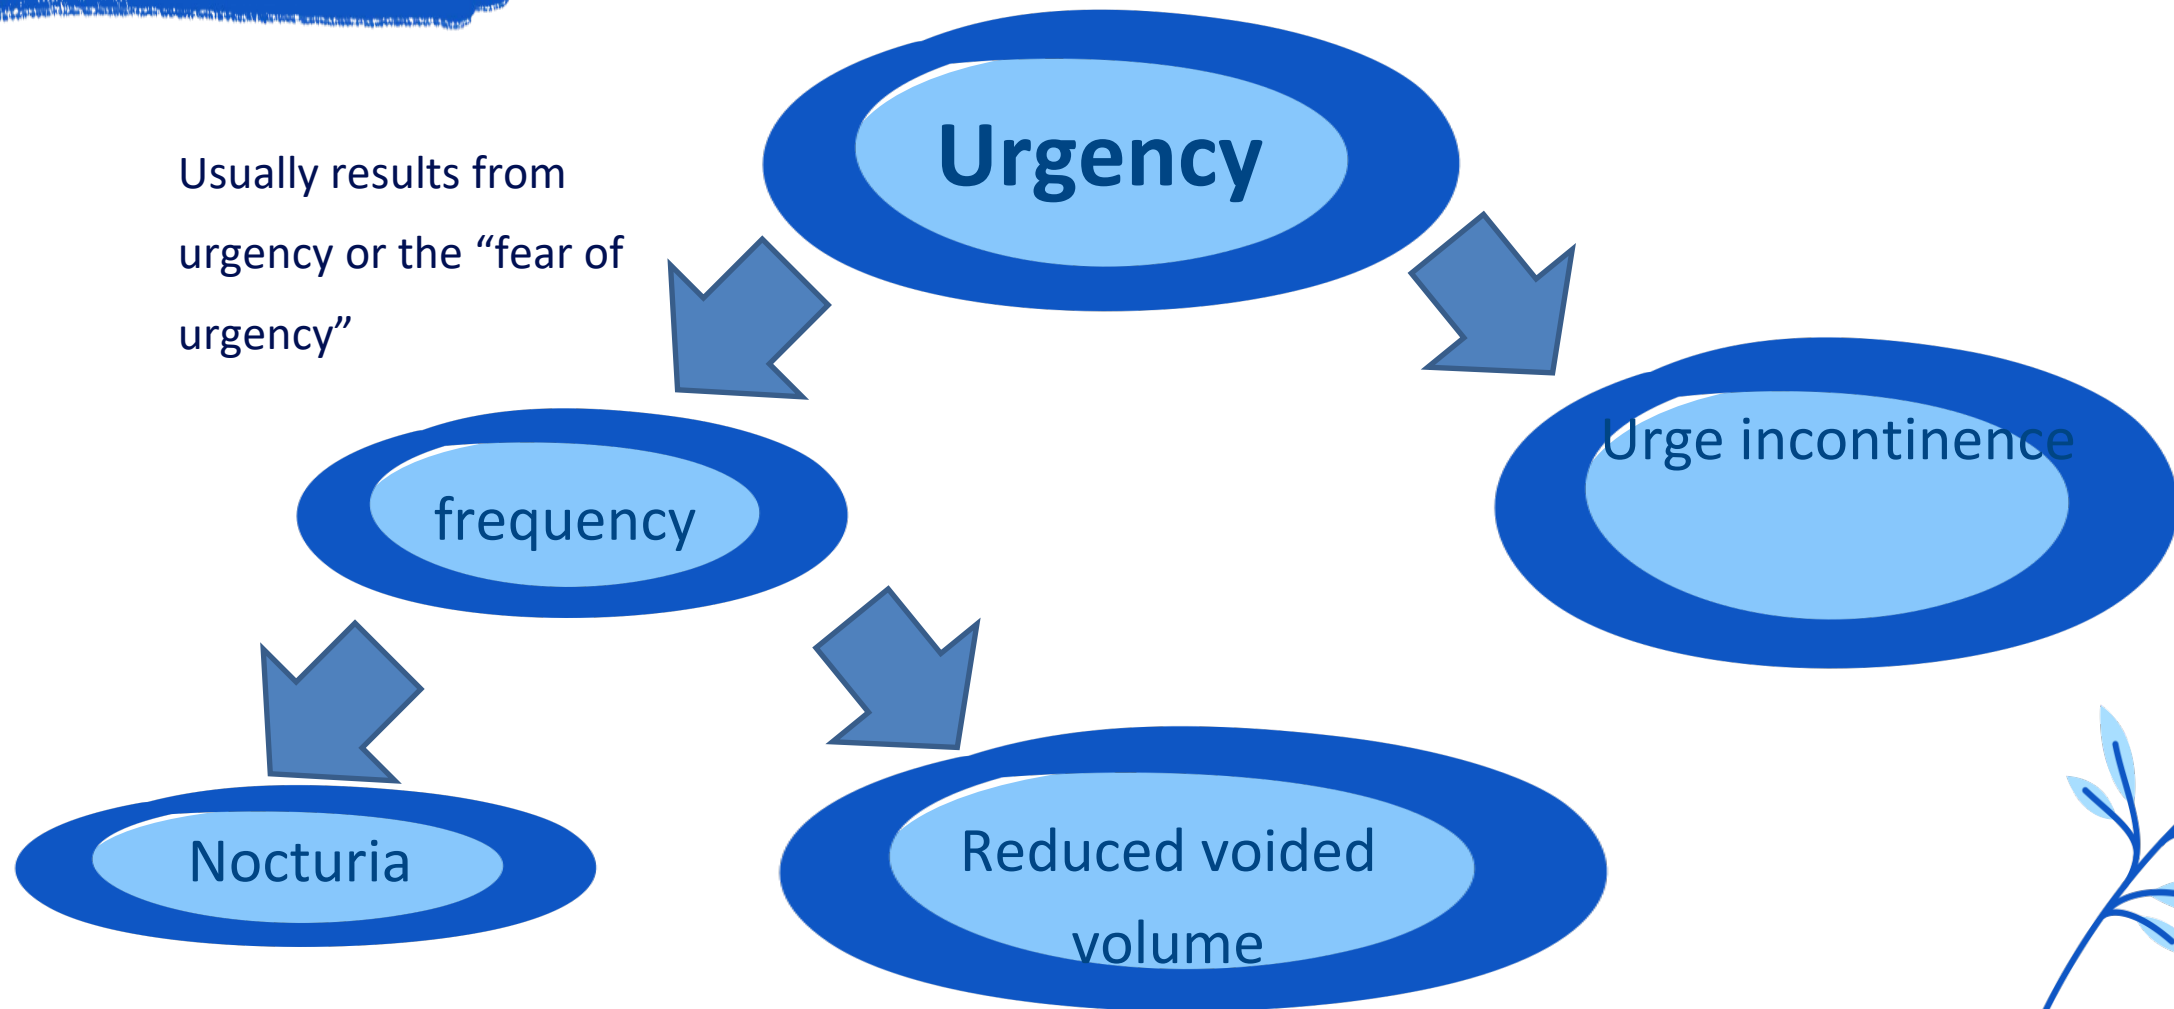 Urgency
Usually results from
urgency or the “fear of
urgency”
Urge incontinence
frequency
Nocturia
Reduced voided
volume